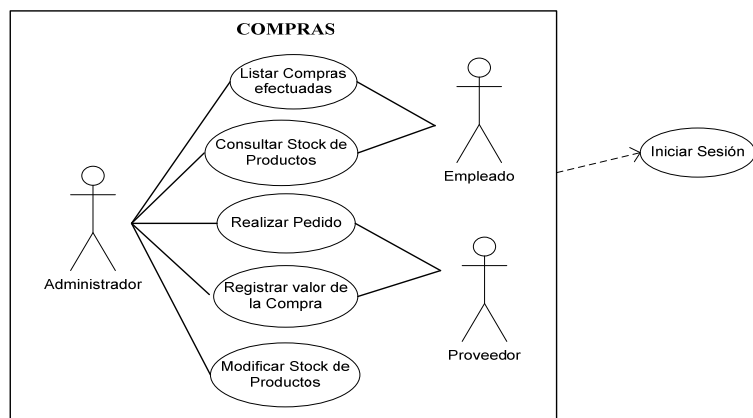 COMPRAS
Listar Compras
efectuadas
Consultar Stock de
Productos
Empleado
Iniciar Sesión
Realizar Pedido
Administrador
Registrar valor de
la Compra
Proveedor
Modificar Stock de
Productos